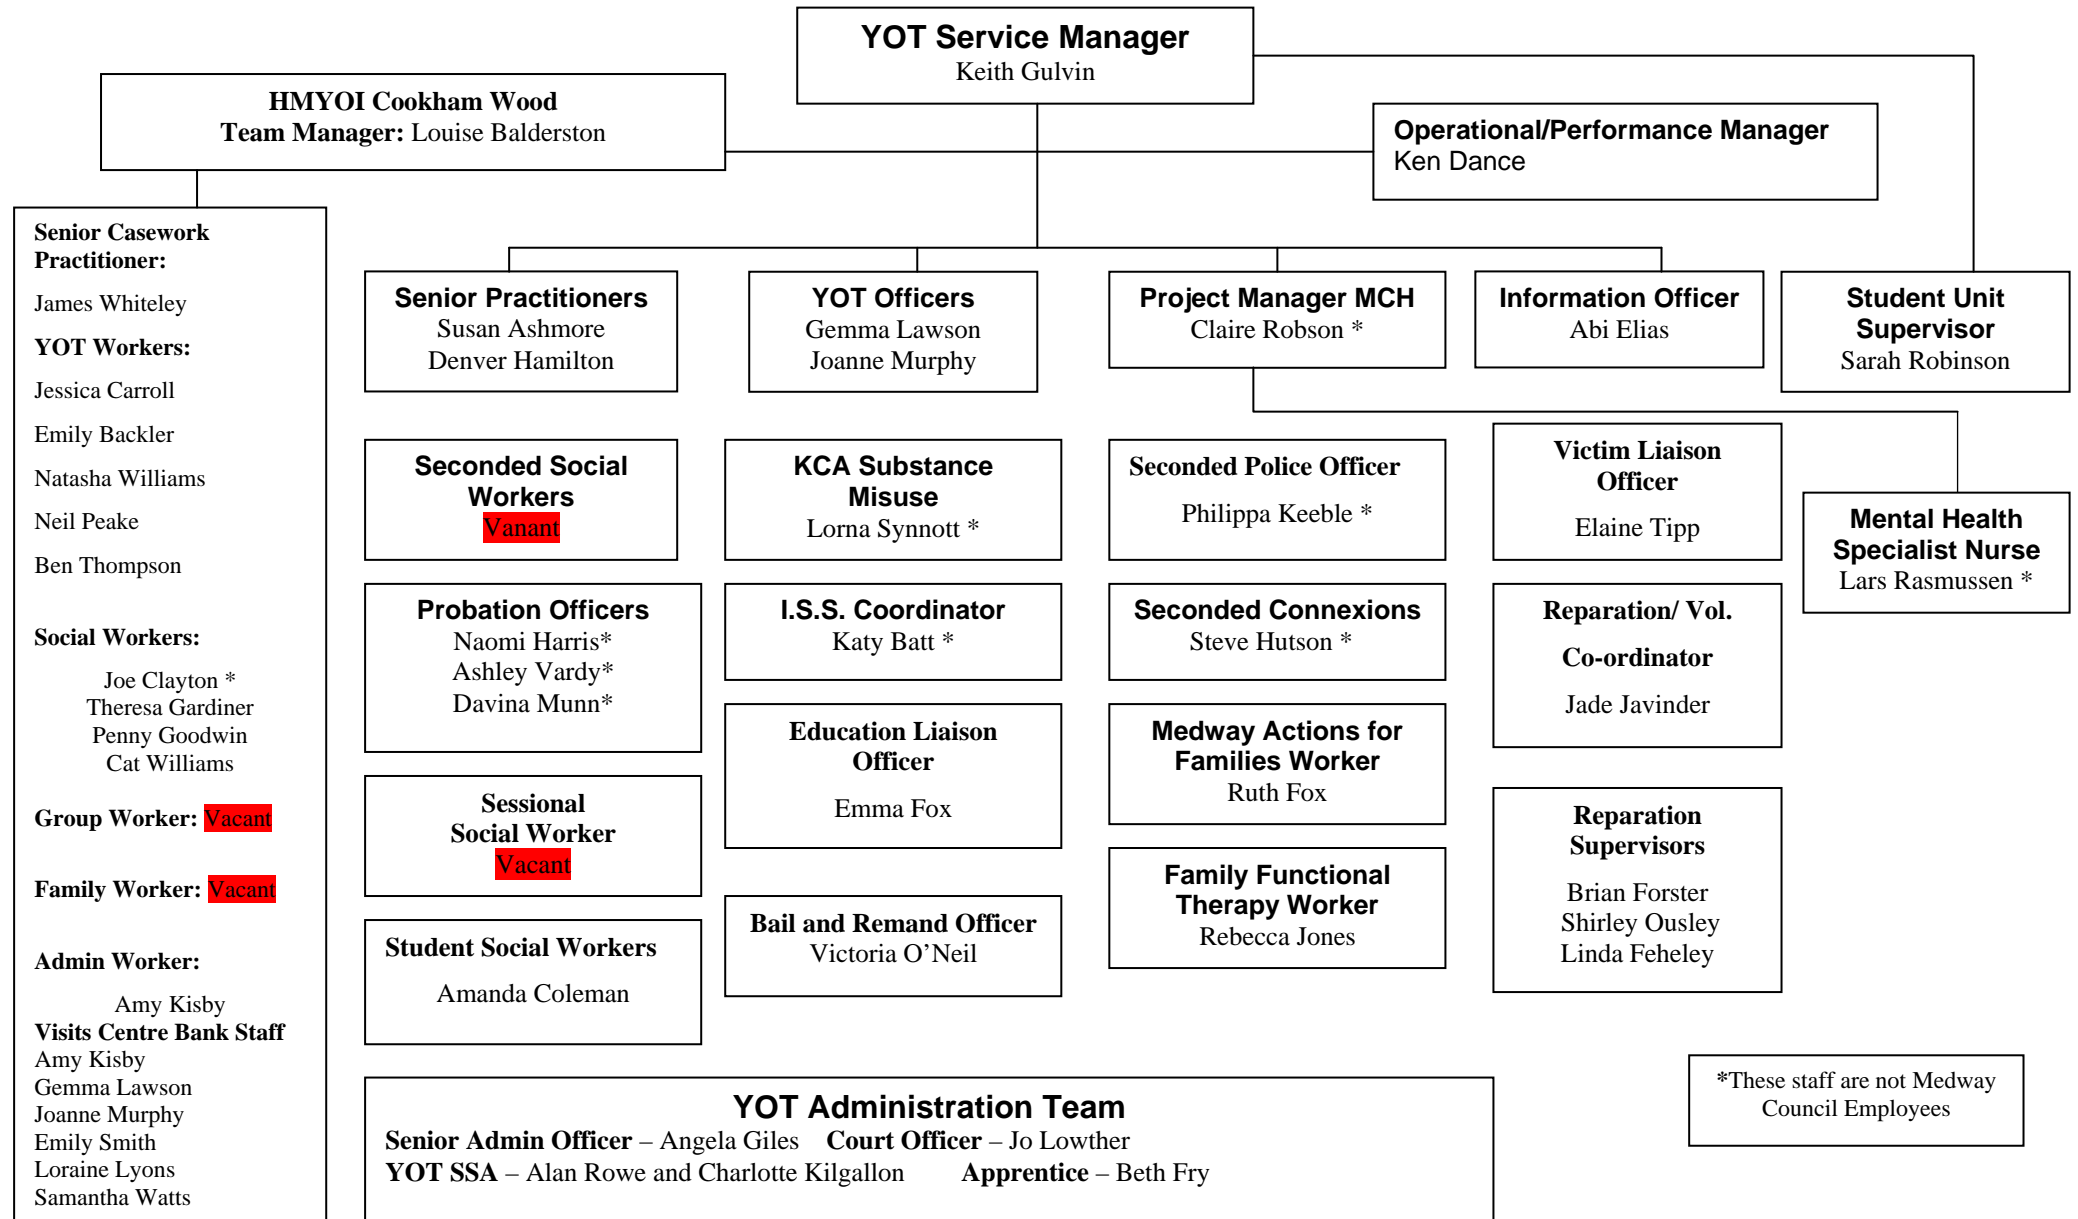 YOT Service Manager
Keith Gulvin
HMYOI Cookham Wood
Team Manager: Louise Balderston
Operational/Performance Manager
Ken Dance
Senior Casework
Practitioner:
James Whiteley
YOT Workers:
Jessica Carroll
Emily Backler
Natasha Williams
Neil Peake
Ben Thompson
Social Workers:
Joe Clayton *
Theresa Gardiner
Penny Goodwin
Cat Williams
Group Worker: Vacant
Family Worker: Vacant
Admin Worker:
Amy Kisby
Visits Centre Bank Staff
Amy Kisby
Gemma Lawson
Joanne Murphy
Emily Smith
Loraine Lyons
Samantha Watts
Senior Practitioners
Susan Ashmore
Denver Hamilton
YOT Officers
Gemma Lawson
Joanne Murphy
Project Manager MCH
Claire Robson *
Information Officer
Abi Elias
Student Unit
Supervisor
Sarah Robinson
Seconded Social
Workers
Vanant
KCA Substance
Misuse
Lorna Synnott *
Seconded Police Officer
Philippa Keeble *
Victim Liaison
Officer
Elaine Tipp
Mental Health
Specialist Nurse
Lars Rasmussen *
Probation Officers
Naomi Harris*
Ashley Vardy*
Davina Munn*
I.S.S. Coordinator
Katy Batt *
Seconded Connexions
Steve Hutson *
Reparation/ Vol.
Co-ordinator
Jade Javinder
Sessional
Social Worker
Vacant
Education Liaison
Officer
Emma Fox
Medway Actions for
Families Worker
Ruth Fox
Reparation
Supervisors
Brian Forster
Shirley Ousley
Linda Feheley
Student Social Workers
Amanda Coleman
Bail and Remand Officer
Victoria O’Neil
Family Functional
Therapy Worker
Rebecca Jones
YOT Administration Team
Senior Admin Officer – Angela Giles Court Officer – Jo Lowther
YOT SSA – Alan Rowe and Charlotte Kilgallon Apprentice – Beth Fry
*These staff are not Medway
Council Employees